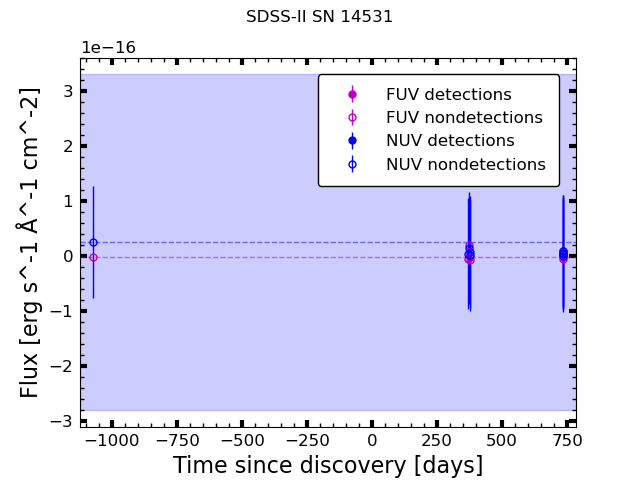 SDSS-II SN 14531
1e−16
FUV detections
FUV nondetections
NUV detections
NUV nondetections
3
2
1
0
−1
−2
−3
Flux [erg s^-1 Å^-1 cm^-2]
−1000 −750 −500 −250 0 250 500 750
Time since discovery [days]